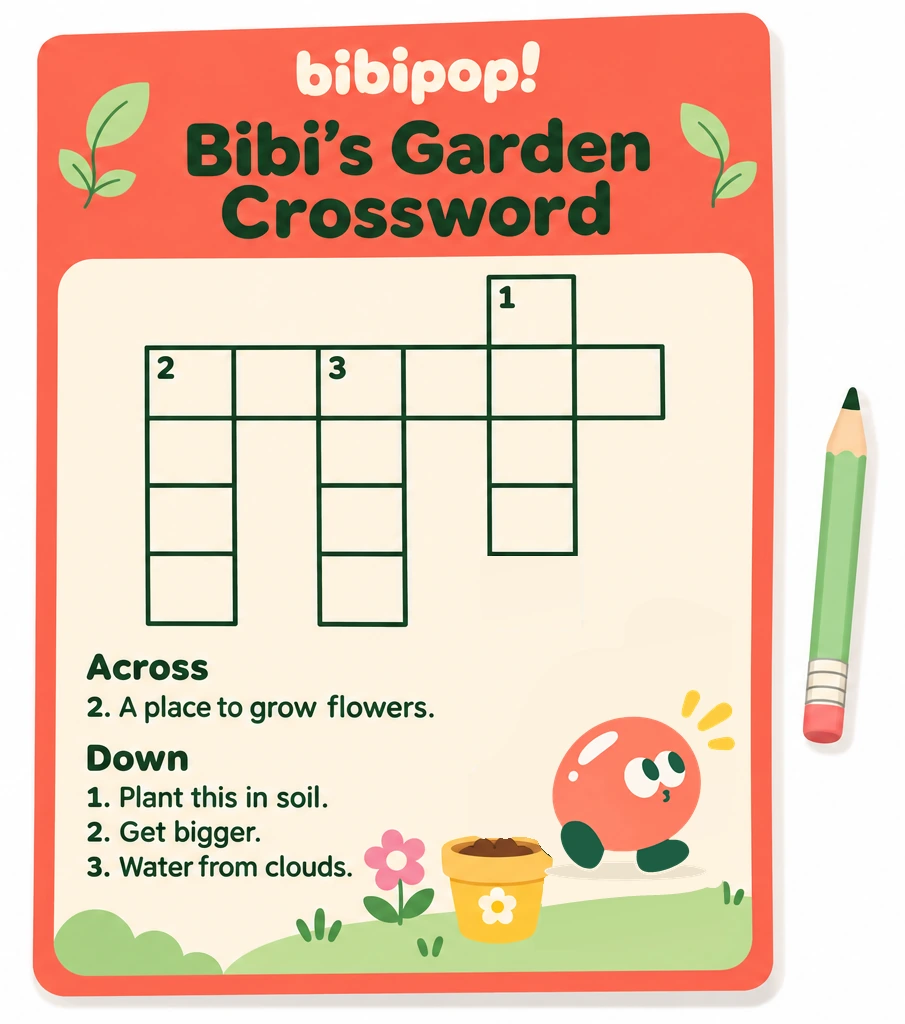 bibipop!
Bibi's Garden
Crossword
1
2 3
Across
2. A place to grow flowers.
Down
1. Plant this in soil.
2. Get bigger.
3. Water from clouds.